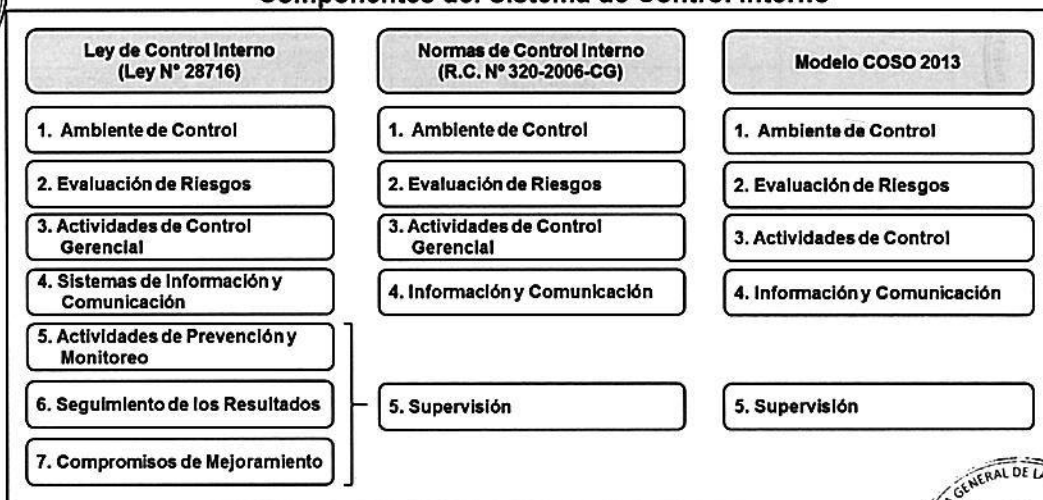 Componentes del Sistema de Control Interno
Ley de Control Interno
(Ley N° 28716)
1. Ambiente de Control
2. Evaluación de Riesgos
3. Actividades de Control
Gerencial
4. Sistemas de Información y
Comunicación
5. Actividades de Prevención y
Monitoreo
6. Seguimiento de los Resultados
7. Compromisos de Mejoramiento
Normas de Control Interno
(R.C. N° 320-2006-CG)
1. Ambiente de Control
2. Evaluación de Riesgos
3. Actividades de Control
Gerencial
4. Información y Comunicación
5. Supervisión
Modelo COSO 2013
1. Ambiente de Control
2. Evaluación de Riesgos
3. Actividades de Control
4. Información y Comunicación
5. Supervisión
GENERAL DE